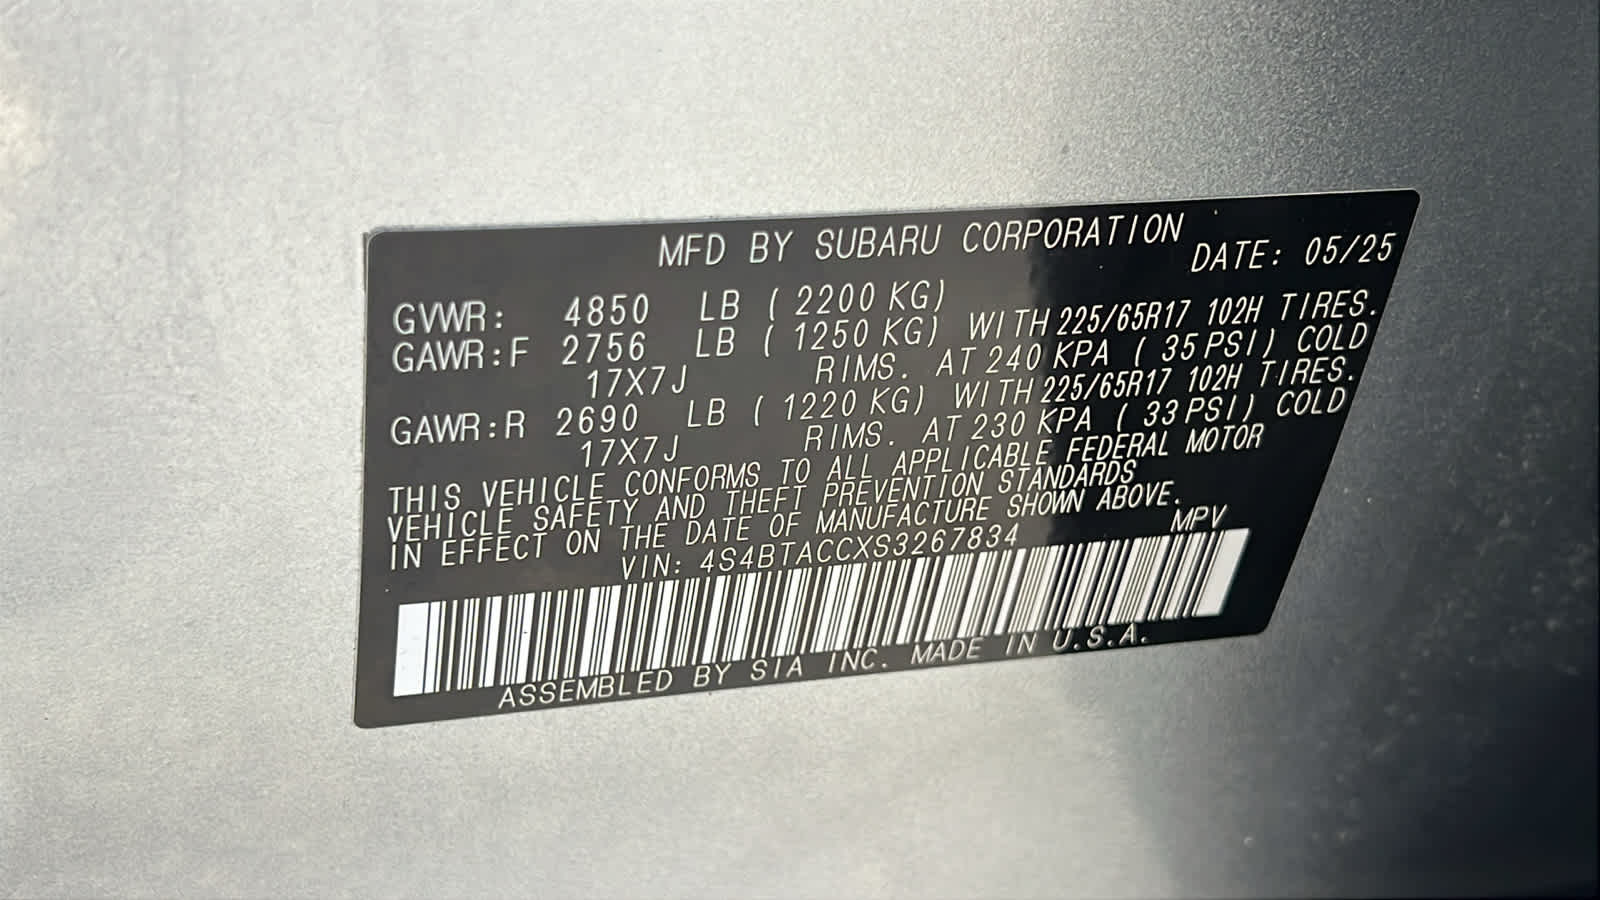 MFD BY SUBARU CORPORATION DATE: 05/25
GVWR: 4850 LB ( 2200 KG)
GAWR:F 2756 LB ( 1250 KG) WITH 225/65R17 102H TIRES.
17X7J RIMS. AT 240 KPA ( 35 PSI) COLD
GAWR:R 2690 LB ( 1220 KG) WITH 225/65R17 102H TIRES.
17X7J RIMS. AT 230 KPA ( 33 PSI) COLD
THIS VEHICLE CONFORMS TO ALL APPLICABLE FEDERAL MOTOR
VEHICLE SAFETY AND THEFT PREVENTION STANDARDS
IN EFFECT ON THE DATE OF MANUFACTURE SHOWN ABOVE.
VIN: 4S4BTACCXS3267834 MPV
ASSEMBLED BY SIA INC. MADE IN U.S.A.